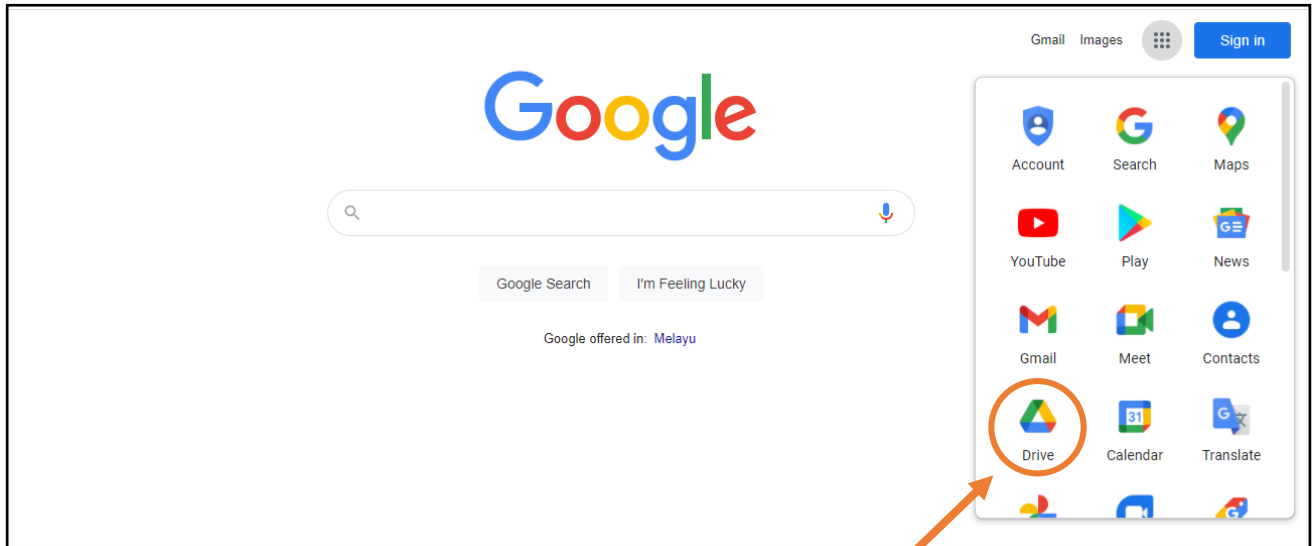 Gmail Images Sign in
Google
Account Search Maps
YouTube Play News
Google Search I'm Feeling Lucky
Google offered in: Melayu
Gmail Meet Contacts
31
G
Drive Calendar Translate